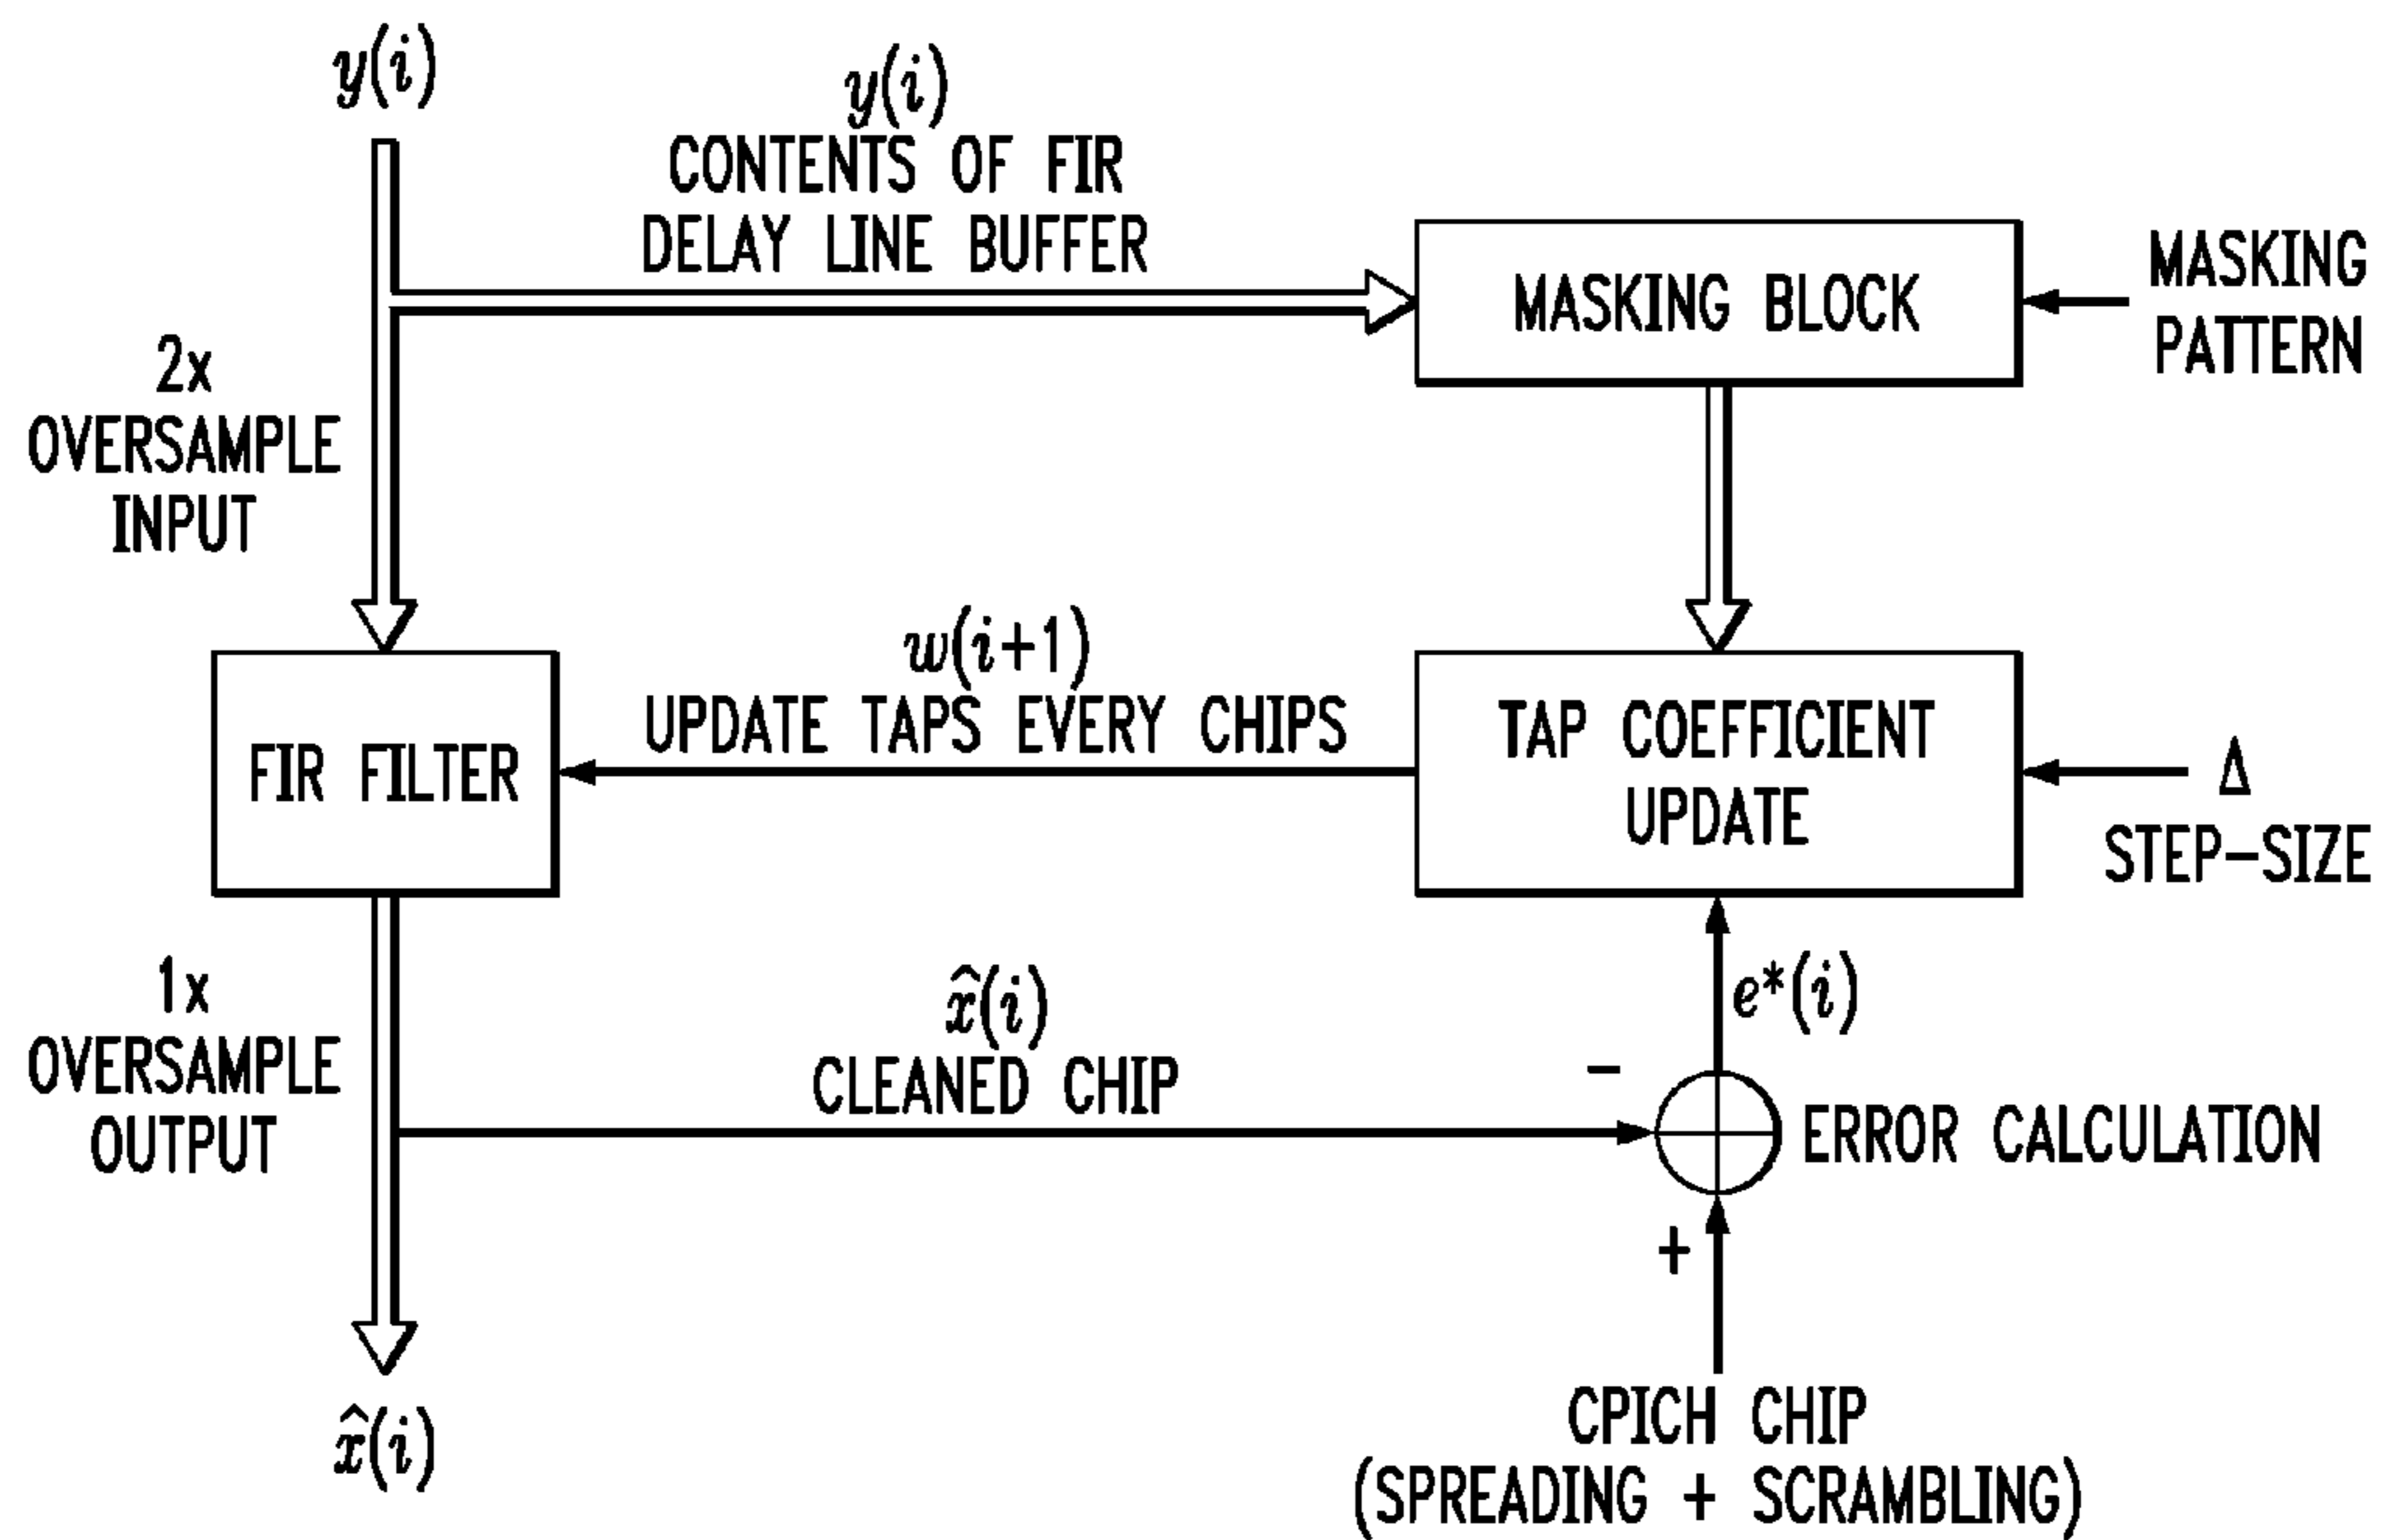 y(i)
y(i)
CONTENTS OF FIR
DELAY LINE BUFFER
MASKING BLOCK
MASKING
PATTERN
2x
OVERSAMPLE
INPUT
w(i+1)
UPDATE TAPS EVERY CHIPS
FIR FILTER
TAP COEFFICIENT
UPDATE
Δ
STEP-SIZE
1x
OVERSAMPLE
OUTPUT
x̂(i)
CLEANED CHIP
e*(i)
-
ERROR CALCULATION
+
x̂(i)
CPICH CHIP
(SPREADING + SCRAMBLING)